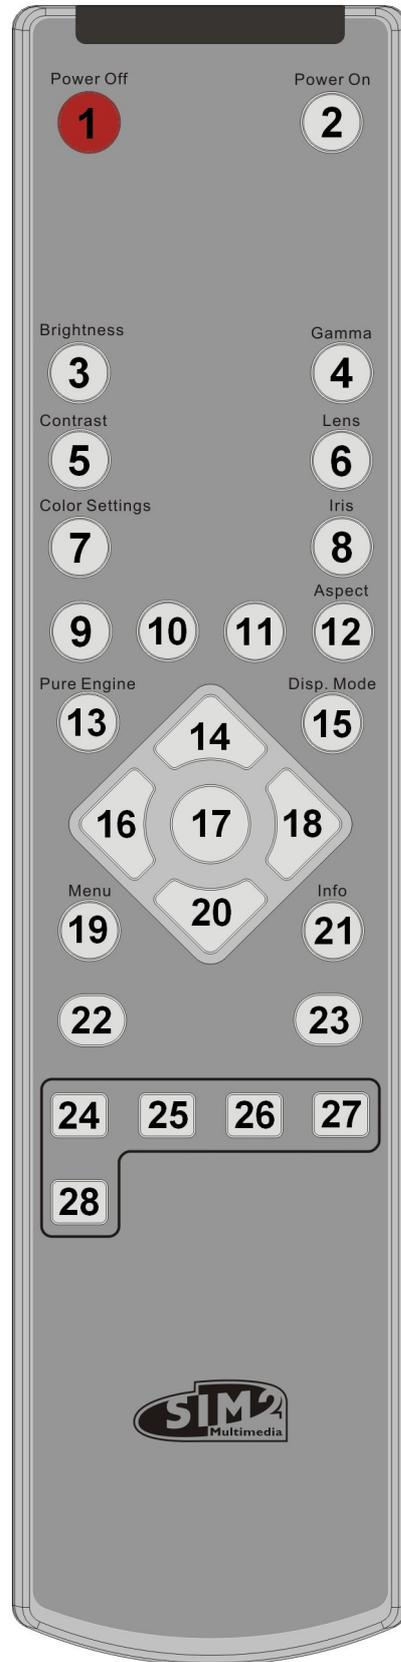 Power Off Power On
1 2
Brightness Gamma
3 4
Contrast Lens
5 6
Color Settings Iris
7 8
Aspect
9 10 11 12
Pure Engine Disp. Mode
13 14 15
16 17 18
Menu 20 Info
19 21
22 23
24 25 26 27
28
SIM2
Multimedia